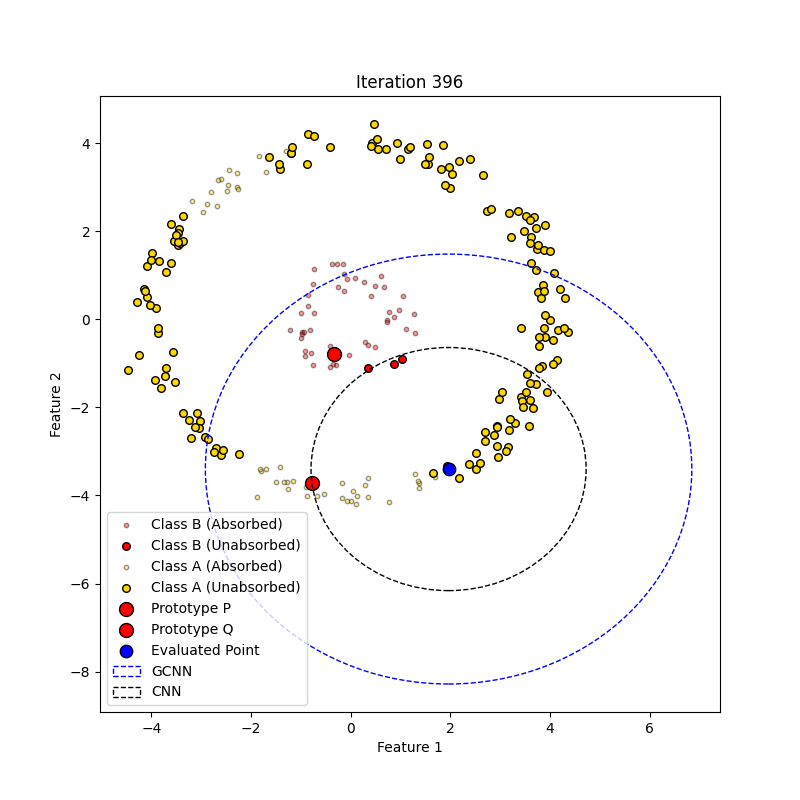 Iteration 396
Feature 2
4
2
0
−2
−4
−6
−8
Class B (Absorbed)
Class B (Unabsorbed)
Class A (Absorbed)
Class A (Unabsorbed)
Prototype P
Prototype Q
Evaluated Point
GCNN
CNN
−4
−2
0
2
4
6
Feature 1